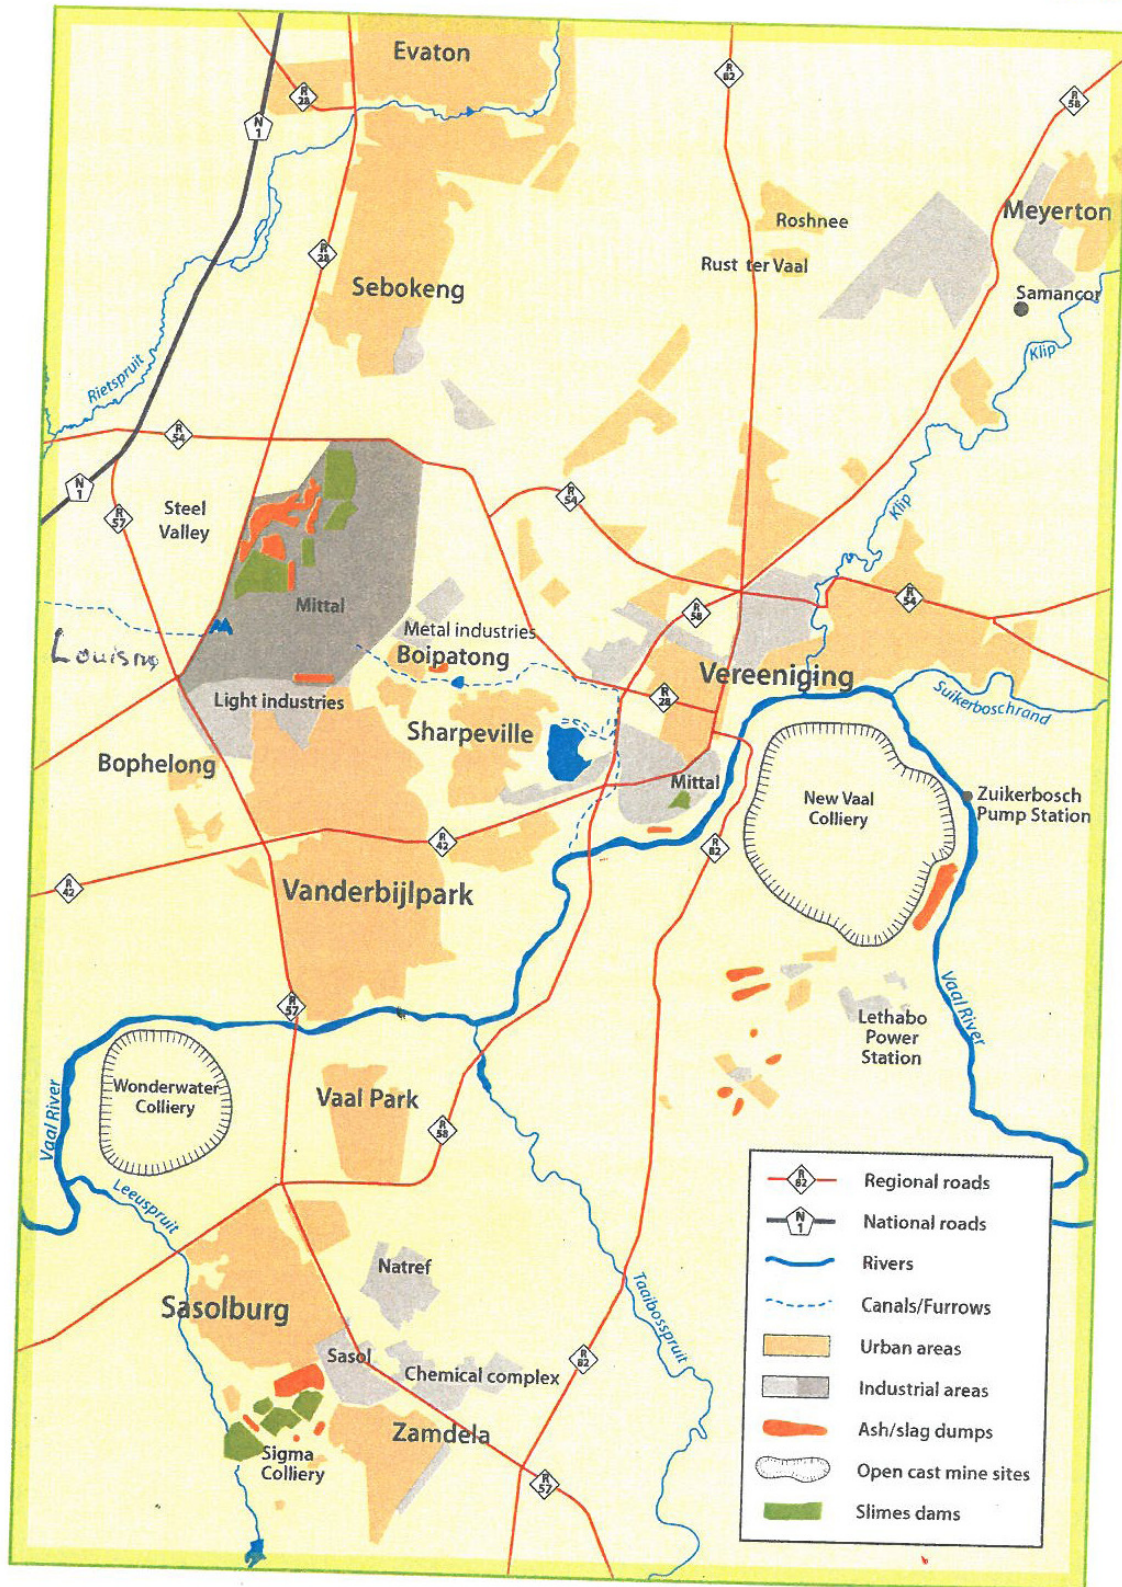 Evaton
R 28
N 1
R 82
R 58
Meyerton
Roshnee
Rust ter Vaal
R 28
Sebokeng
Samancor
Klip
Rietspruit
R 54
N 1
R 57
Steel
Valley
R 54
Klip
Mittal
R 58
R 54
Metal industries
Boipatong
Vereeniging
Light industries
R 28
Suikerboschrand
Sharpeville
Bophelong
Mittal
New Vaal
Colliery
Zuikerbosch
Pump Station
R 42
R 82
R 42
Vanderbijlpark
R 57
Vaal River
Lethabo
Power
Station
Wonderwater
Colliery
Vaal Park
Vaal River
R 58
Leeuspruit
Natref
Sasolburg
Taaibosspruit
Sasol
Chemical complex
R 82
Zamdela
Sigma
Colliery
R 57
R 82 Regional roads
N 1 National roads
Rivers
Canals/Furrows
Urban areas
Industrial areas
Ash/slag dumps
Open cast mine sites
Slimes dams